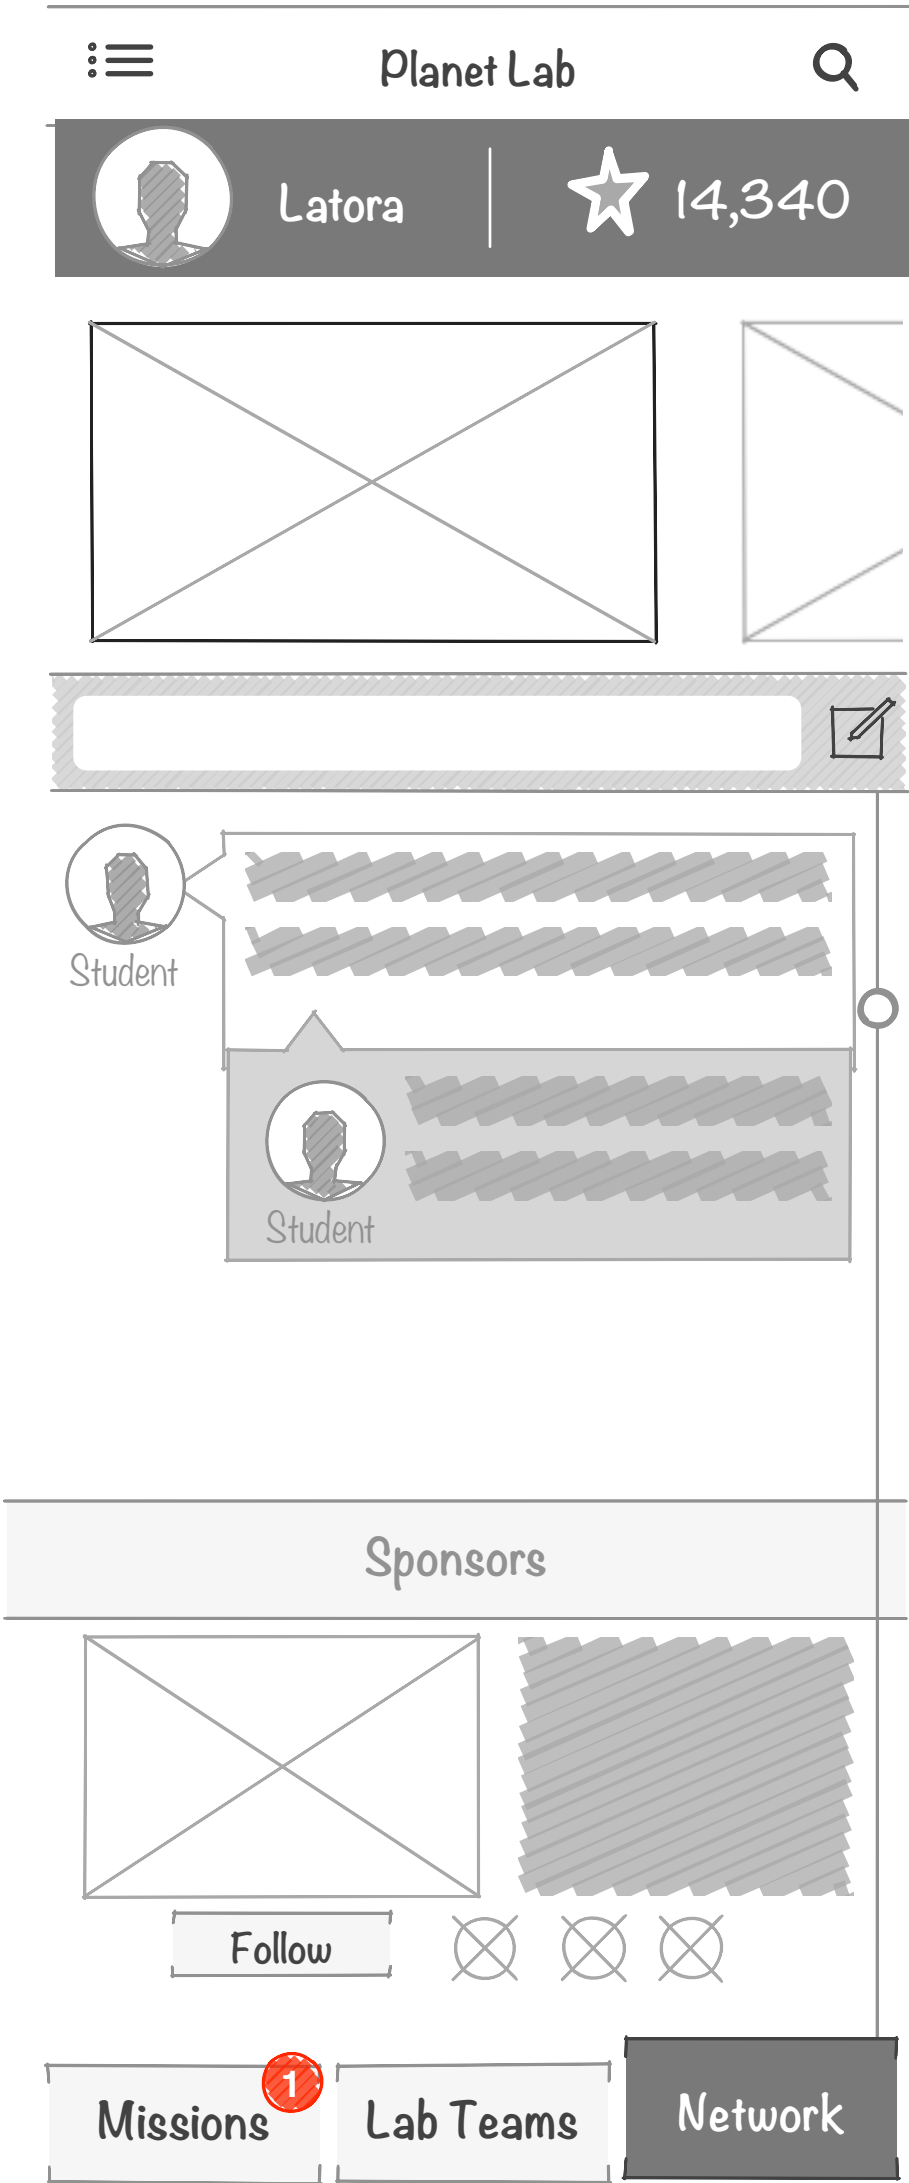 Planet Lab
Latora
14,340
Student
Student
Sponsors
Follow
1
Missions
Lab Teams
Network